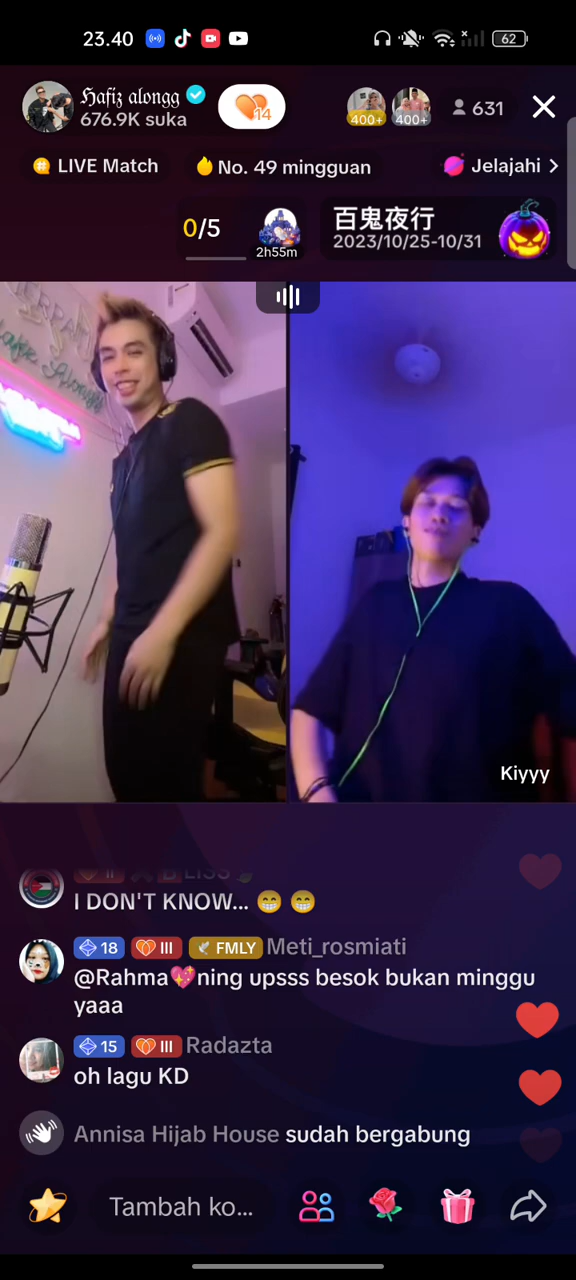 23.40
62
ℌ𝔞𝔣𝔦𝔷 𝔞𝔩𝔬𝔫𝔤𝔤
676.9K suka
14
400+
400+
631
LIVE Match
No. 49 mingguan
Jelajahi
0/5
2h55m
百鬼夜行
2023/10/25-10/31
Kiyyy
I DON'T KNOW... 😁 😁
18 III FMLY Meti_rosmiati
@Rahma💖ning upsss besok bukan minggu
yaaa
15 III Radazta
oh lagu KD
Annisa Hijab House sudah bergabung
Tambah ko...